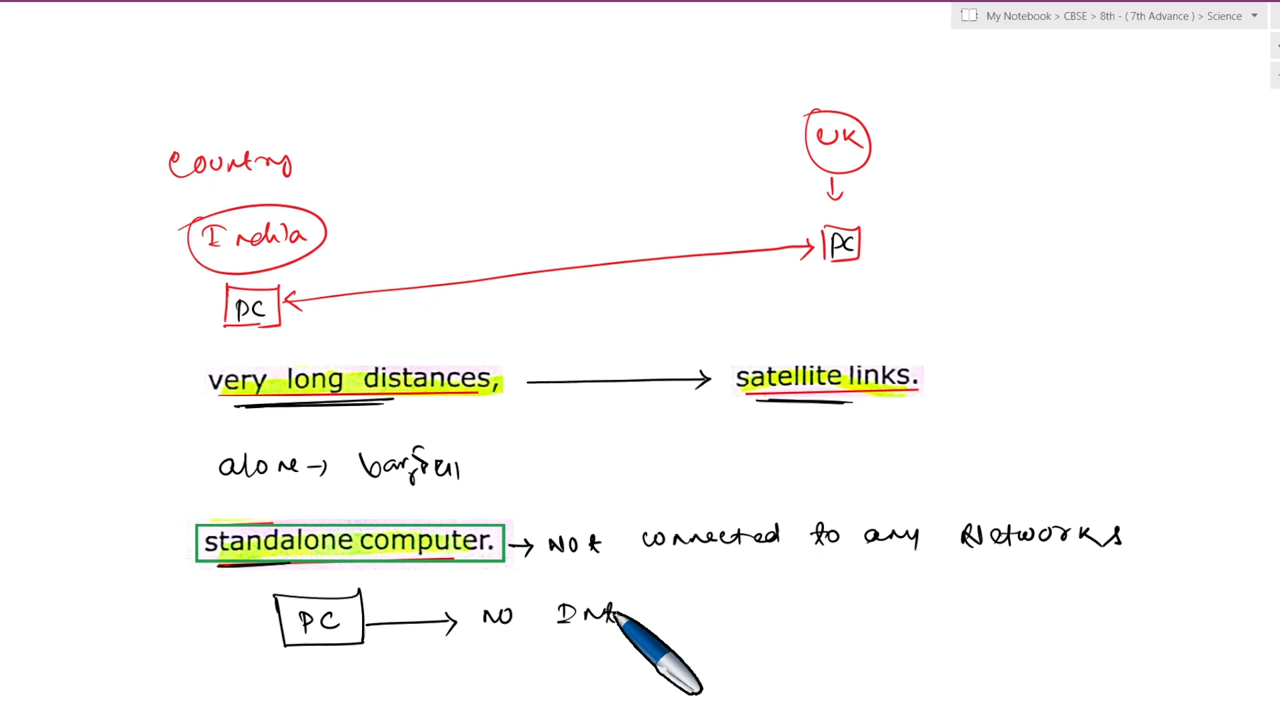 My Notebook > CBSE > 8th - ( 7th Advance ) > Science
UK
Country
India
PC
PC
very long distances, satellite links.
alone →
standalone computer. → Not connected to any Networks
PC → NO Int